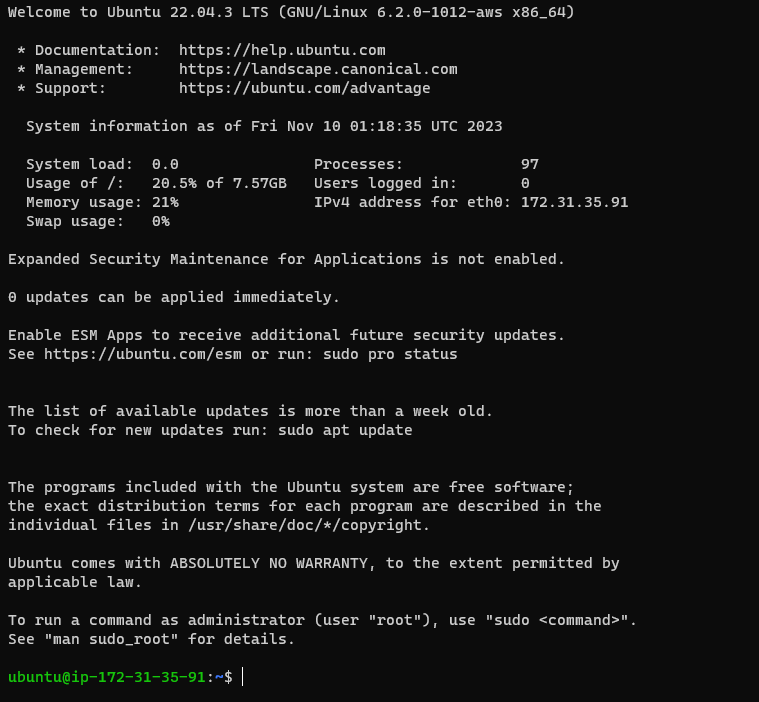 Welcome to Ubuntu 22.04.3 LTS (GNU/Linux 6.2.0-1012-aws x86_64)

 * Documentation:  https://help.ubuntu.com
 * Management:     https://landscape.canonical.com
 * Support:        https://ubuntu.com/advantage

  System information as of Fri Nov 10 01:18:35 UTC 2023

  System load:  0.0               Processes:             97
  Usage of /:   20.5% of 7.57GB   Users logged in:       0
  Memory usage: 21%               IPv4 address for eth0: 172.31.35.91
  Swap usage:   0%

Expanded Security Maintenance for Applications is not enabled.

0 updates can be applied immediately.

Enable ESM Apps to receive additional future security updates.
See https://ubuntu.com/esm or run: sudo pro status


The list of available updates is more than a week old.
To check for new updates run: sudo apt update


The programs included with the Ubuntu system are free software;
the exact distribution terms for each program are described in the
individual files in /usr/share/doc/*/copyright.

Ubuntu comes with ABSOLUTELY NO WARRANTY, to the extent permitted by
applicable law.

To run a command as administrator (user "root"), use "sudo <command>".
See "man sudo_root" for details.

ubuntu@ip-172-31-35-91:~$